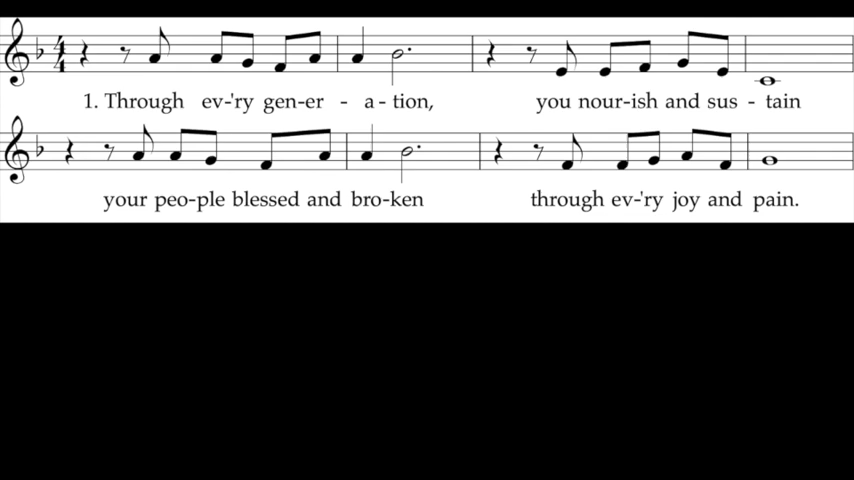 1. Through ev-'ry gen-er - a - tion, you nour-ish and sus - tain
your peo-ple blessed and bro-ken through ev-'ry joy and pain.